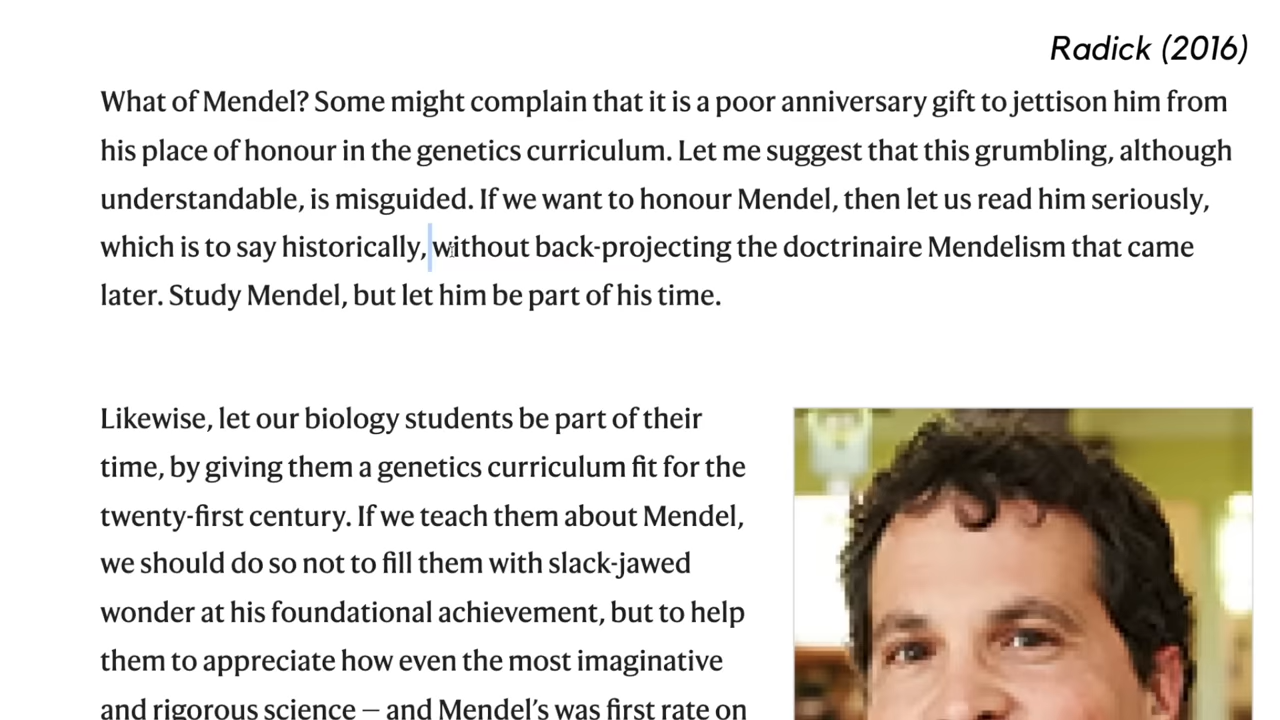 Radick (2016)
What of Mendel? Some might complain that it is a poor anniversary gift to jettison him from
his place of honour in the genetics curriculum. Let me suggest that this grumbling, although
understandable, is misguided. If we want to honour Mendel, then let us read him seriously,
which is to say historically, without back-projecting the doctrinaire Mendelism that came
later. Study Mendel, but let him be part of his time.
Likewise, let our biology students be part of their
time, by giving them a genetics curriculum fit for the
twenty-first century. If we teach them about Mendel,
we should do so not to fill them with slack-jawed
wonder at his foundational achievement, but to help
them to appreciate how even the most imaginative
and rigorous science — and Mendel’s was first rate on